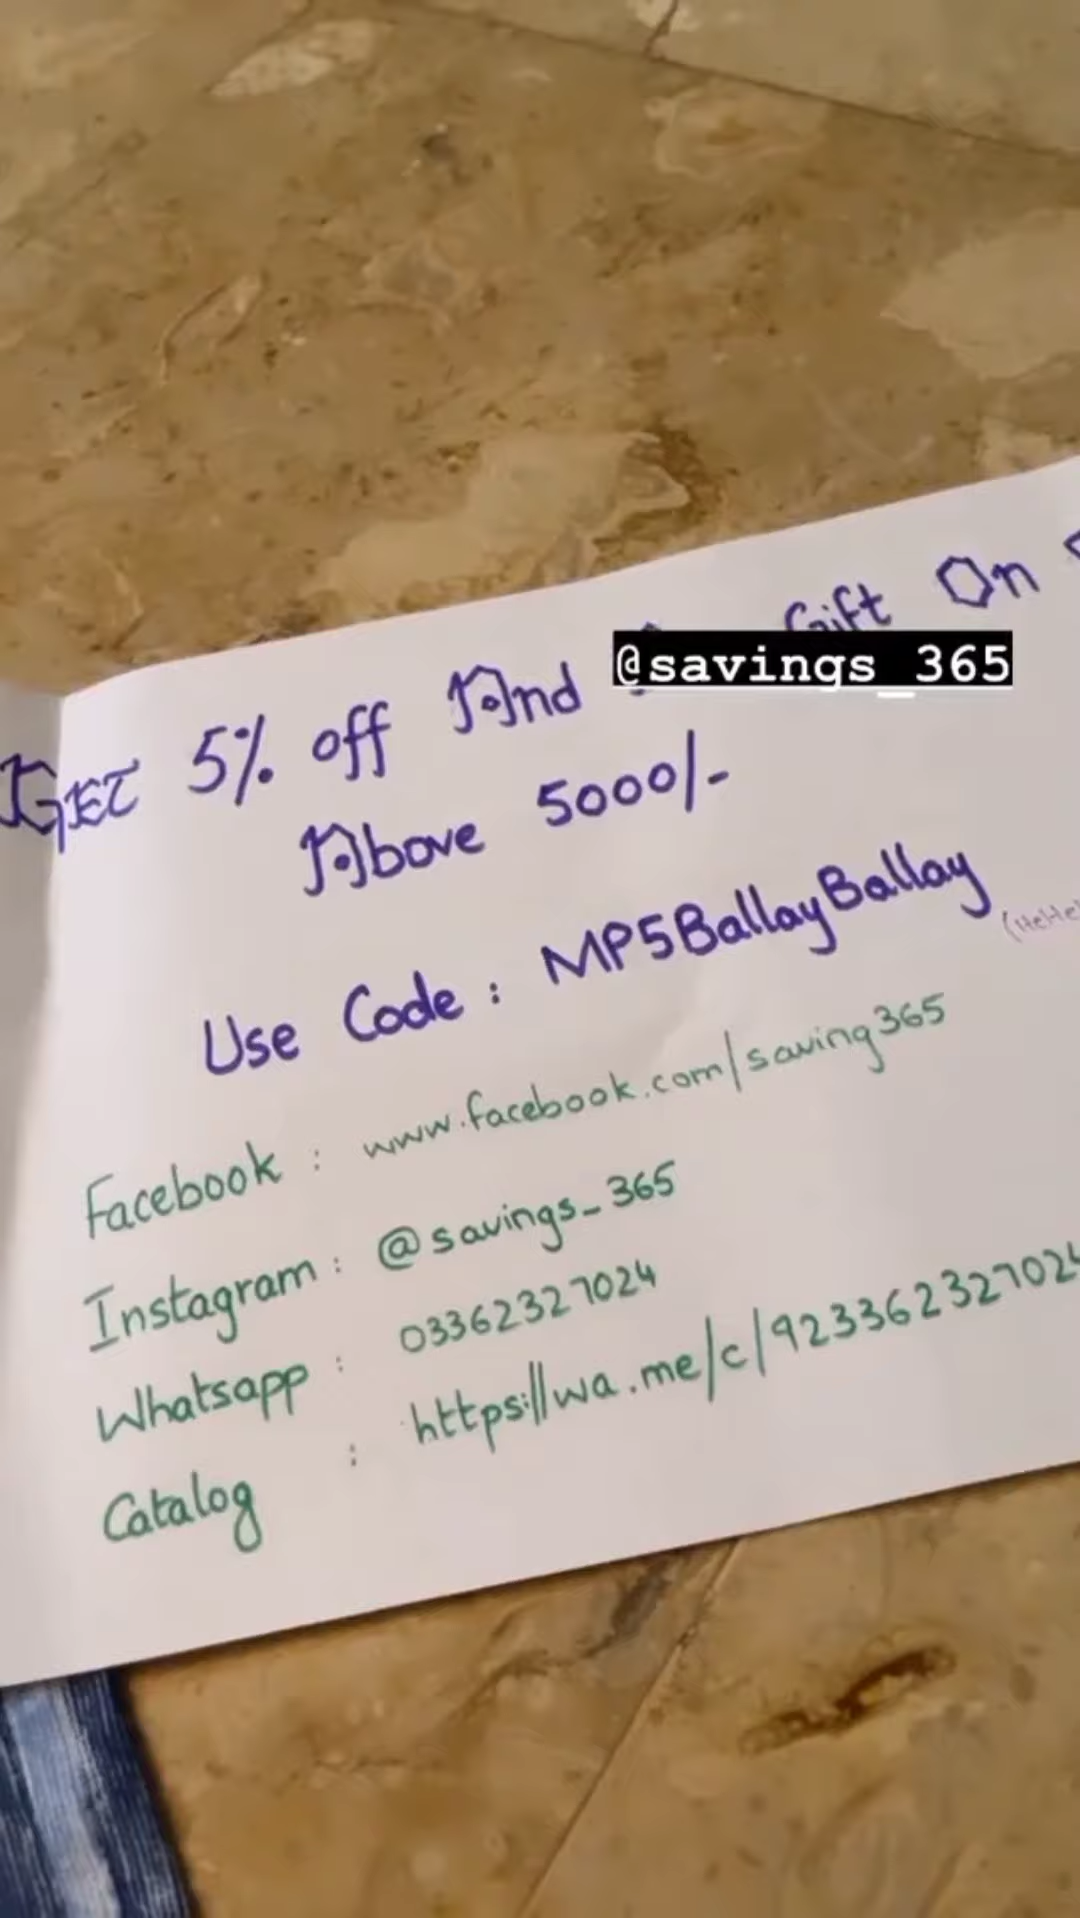 Get 5% off And Gift On
@savings_365
Above 5000/-
Use Code : MP5BallayBallay
Facebook : www.facebook.com/saving365
Instagram : @savings_365
Whatsapp : 03362327024
Catalog : https://wa.me/c/923362327024